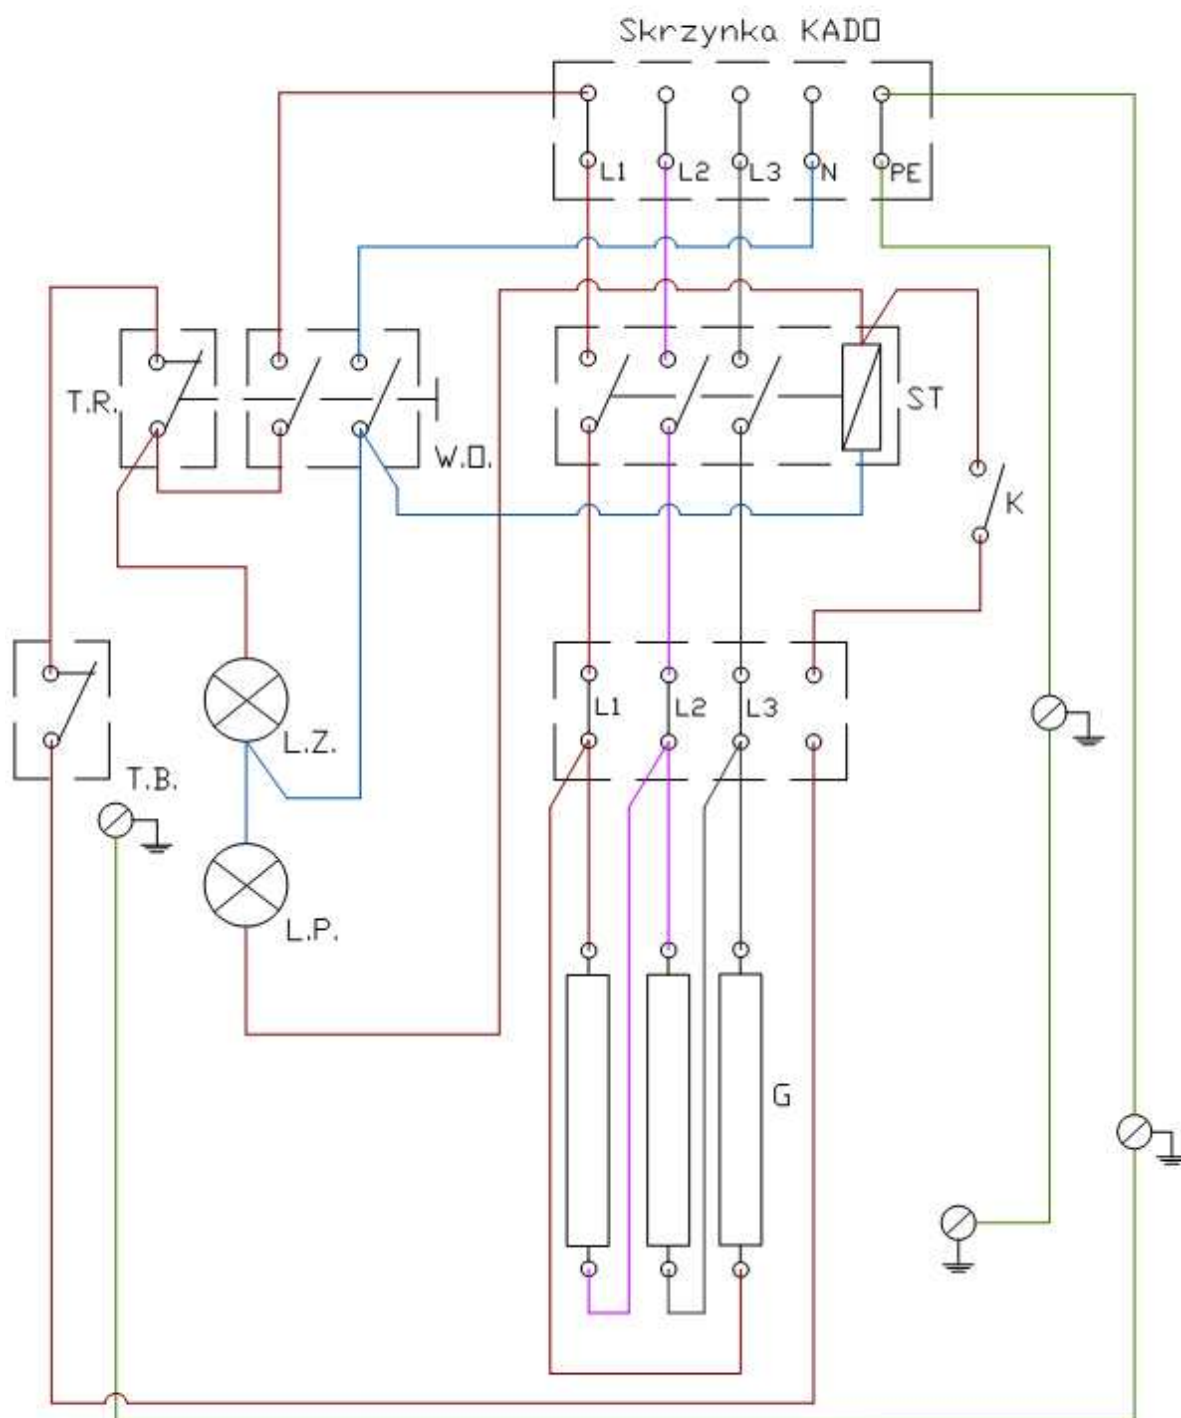 Skrzynka KADO
L1 L2 L3 N PE
T.R.
W.O.
ST
K
L1 L2 L3
L.Z.
T.B.
L.P.
G